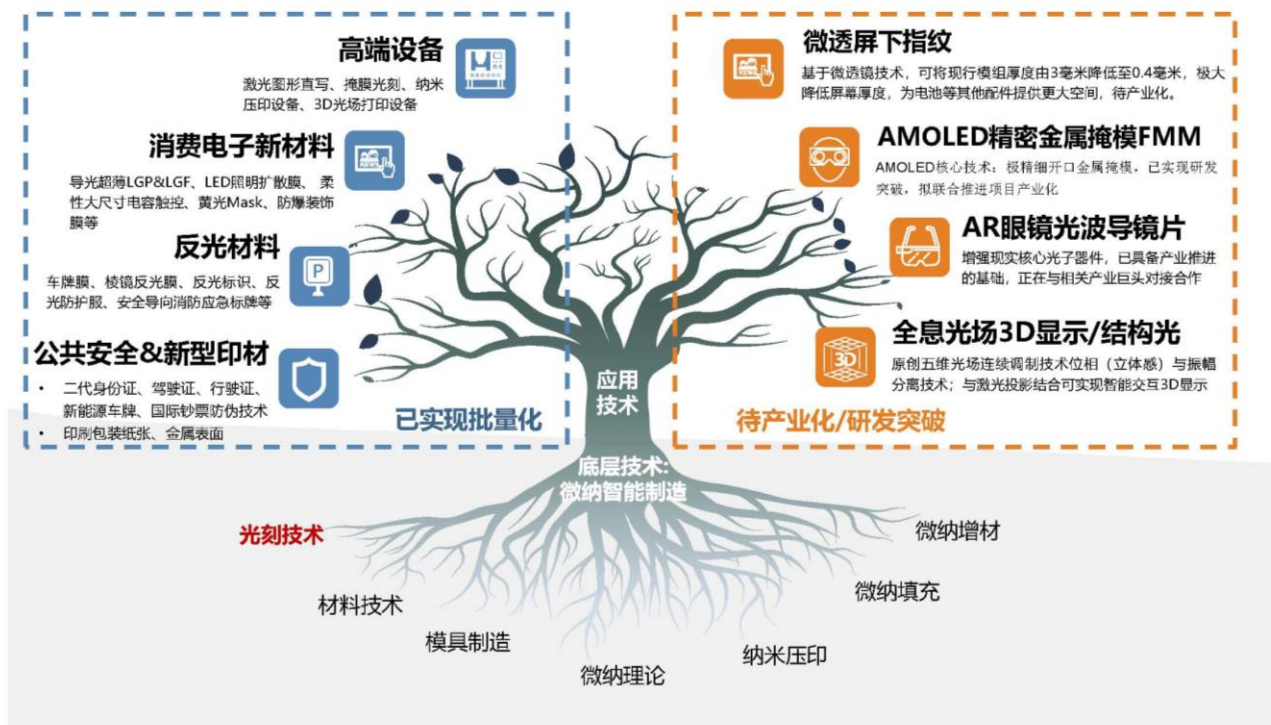 高端设备
激光图形直写、掩膜光刻、纳米
压印设备、3D光场打印设备
消费电子新材料
导光超薄LGP&LGF、LED照明扩散膜、 柔
性大尺寸电容触控、黄光Mask、防爆装饰
膜等
反光材料
P
车牌膜、棱镜反光膜、反光标识、反
光防护服、安全导向消防应急标牌等
公共安全&新型印材
• 二代身份证、驾驶证、行驶证、
新能源车牌、国际钞票防伪技术
• 印刷包装纸张、金属表面
已实现批量化
微透屏下指纹
基于微透镜技术，可将现行模组厚度由3毫米降低至0.4毫米，极大
降低屏幕厚度，为电池等其他配件提供更大空间，待产业化。
AMOLED精密金属掩模FMM
AMOLED核心技术：极精细开口金属掩模，已实现研发
突破，拟联合推进项目产业化
AR眼镜光波导镜片
增强现实核心光子器件，已具备产业推进
的基础，正在与相关产业巨头对接合作
全息光场3D显示/结构光
3D
原创五维光场连续调制技术位相（立体感）与振幅
分离技术；与激光投影结合可实现智能交互3D显示
待产业化/研发突破
应用
技术
底层技术:
微纳智能制造
光刻技术
材料技术
模具制造
微纳理论
纳米压印
微纳填充
微纳增材